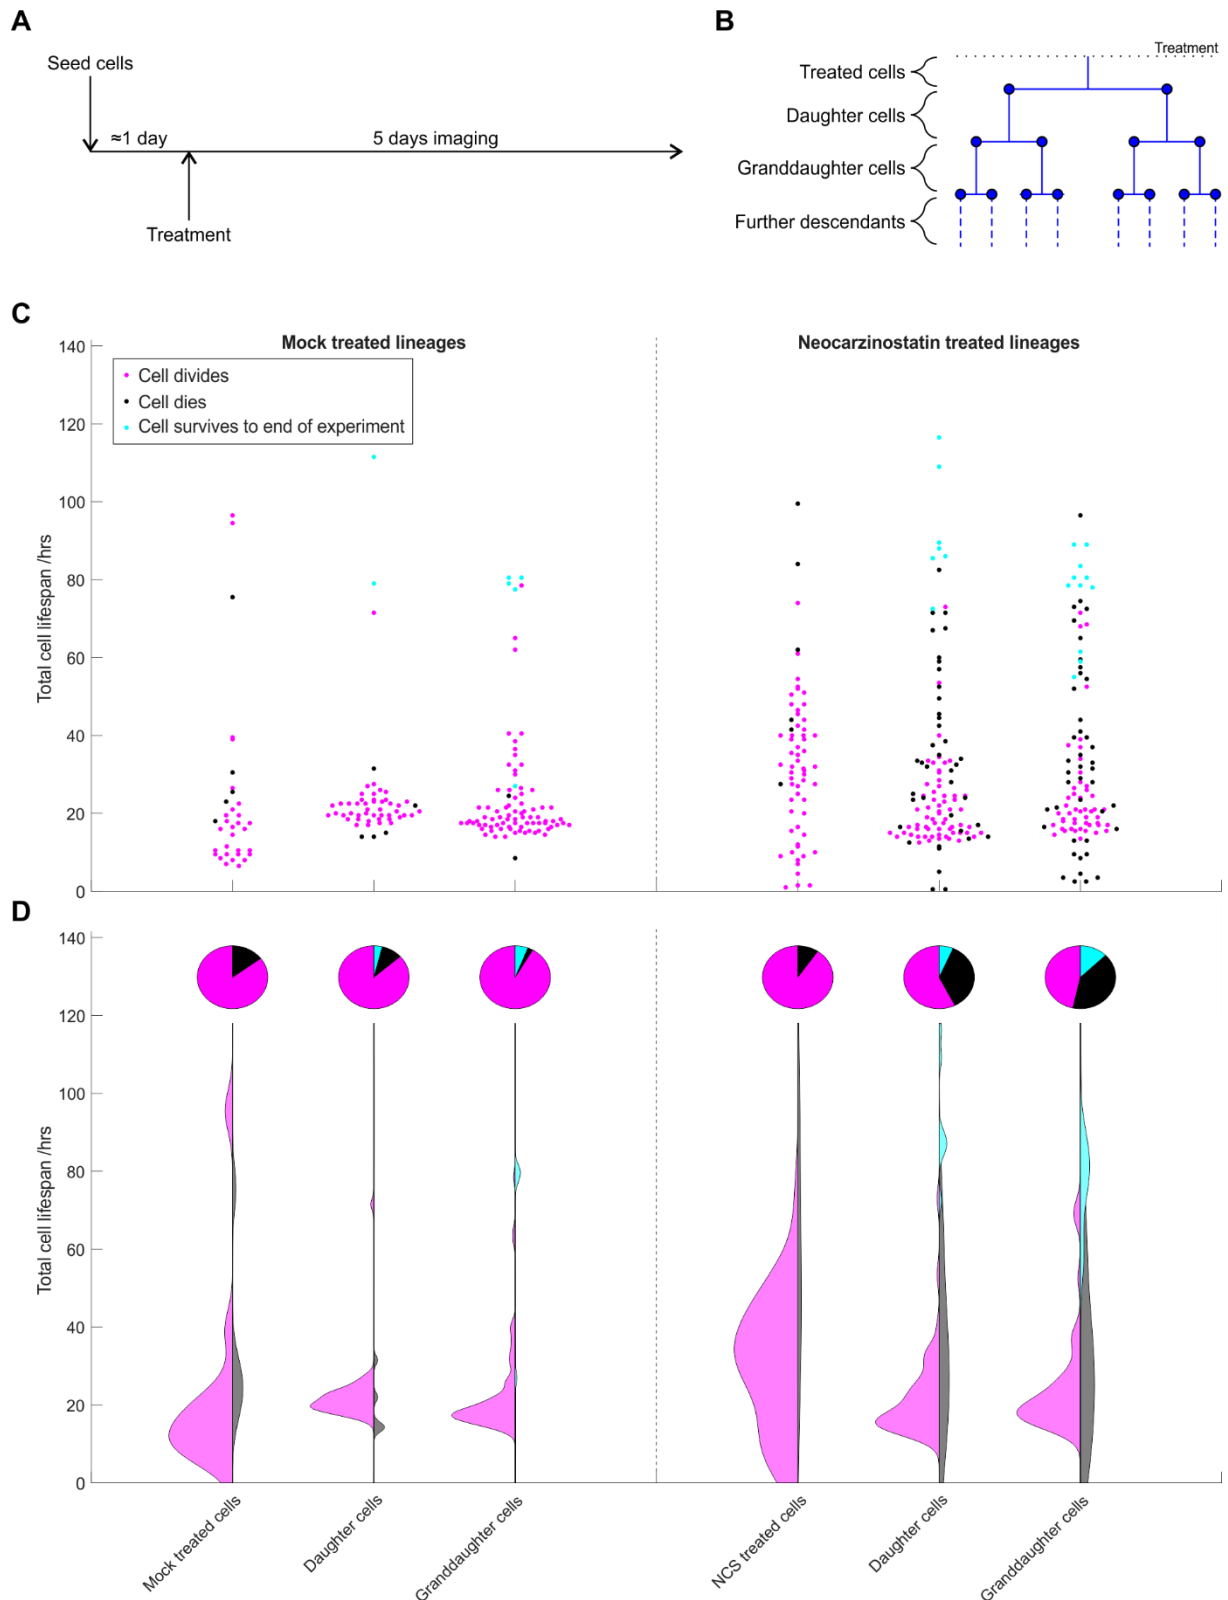 A
Seed cells
≈1 day
5 days imaging
Treatment
B
Treatment
Treated cells
Daughter cells
Granddaughter cells
Further descendants
C
Mock treated lineages
Neocarzinostatin treated lineages
Cell divides
Cell dies
Cell survives to end of experiment
Total cell lifespan /hrs
140
120
100
80
60
40
20
0
D
Total cell lifespan /hrs
140
120
100
80
60
40
20
0
Mock treated cells
Daughter cells
Granddaughter cells
NCS treated cells
Daughter cells
Granddaughter cells